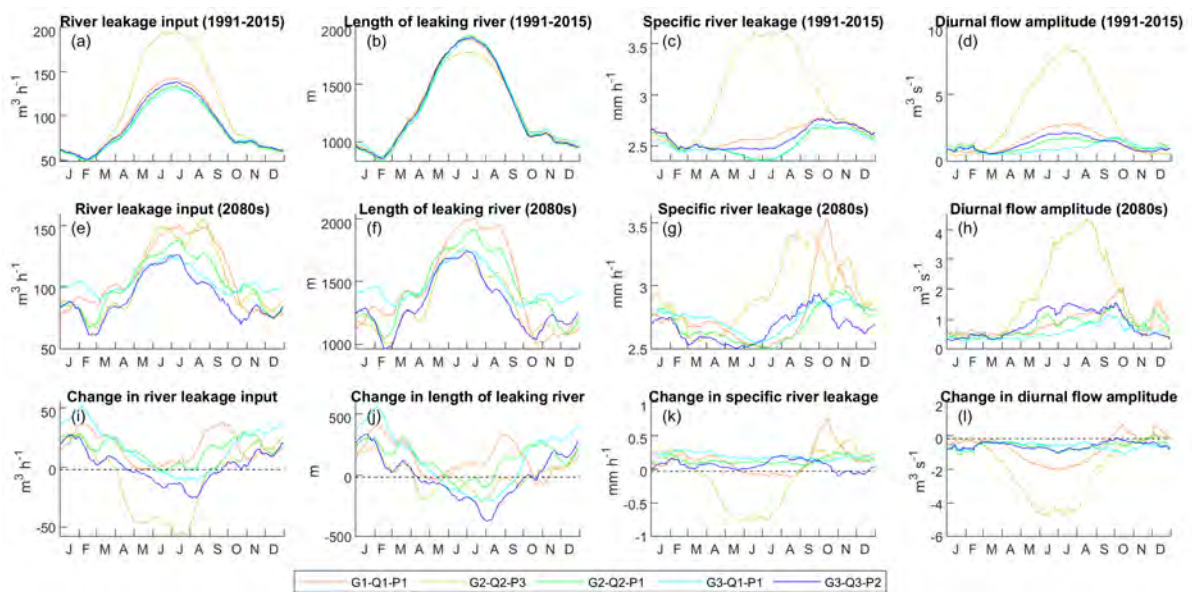 River leakage input (1991-2015)
Length of leaking river (1991-2015)
Specific river leakage (1991-2015)
Diurnal flow amplitude (1991-2015)
(a)
(b)
(c)
(d)
200
150
100
50
m³ h⁻¹
2000
1500
1000
m
3.5
3
2.5
mm h⁻¹
10
5
0
m³ s⁻¹
J F M A M J J A S O N D
J F M A M J J A S O N D
J F M A M J J A S O N D
J F M A M J J A S O N D
River leakage input (2080s)
Length of leaking river (2080s)
Specific river leakage (2080s)
Diurnal flow amplitude (2080s)
(e)
(f)
(g)
(h)
150
100
50
m³ h⁻¹
2000
1500
1000
m
3.5
3
2.5
mm h⁻¹
4
3
2
1
0
m³ s⁻¹
J F M A M J J A S O N D
J F M A M J J A S O N D
J F M A M J J A S O N D
J F M A M J J A S O N D
Change in river leakage input
Change in length of leaking river
Change in specific river leakage
Change in diurnal flow amplitude
(i)
(j)
(k)
(l)
50
0
-50
m³ h⁻¹
500
0
-500
m
1
0.5
0
-0.5
-1
mm h⁻¹
2
0
-2
-4
-6
m³ s⁻¹
J F M A M J J A S O N D
J F M A M J J A S O N D
J F M A M J J A S O N D
J F M A M J J A S O N D
G1-Q1-P1 G2-Q2-P3 G2-Q2-P1 G3-Q1-P1 G3-Q3-P2